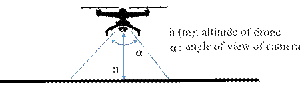 h (m): altitude of drone
α: angle of view of camera
α
h